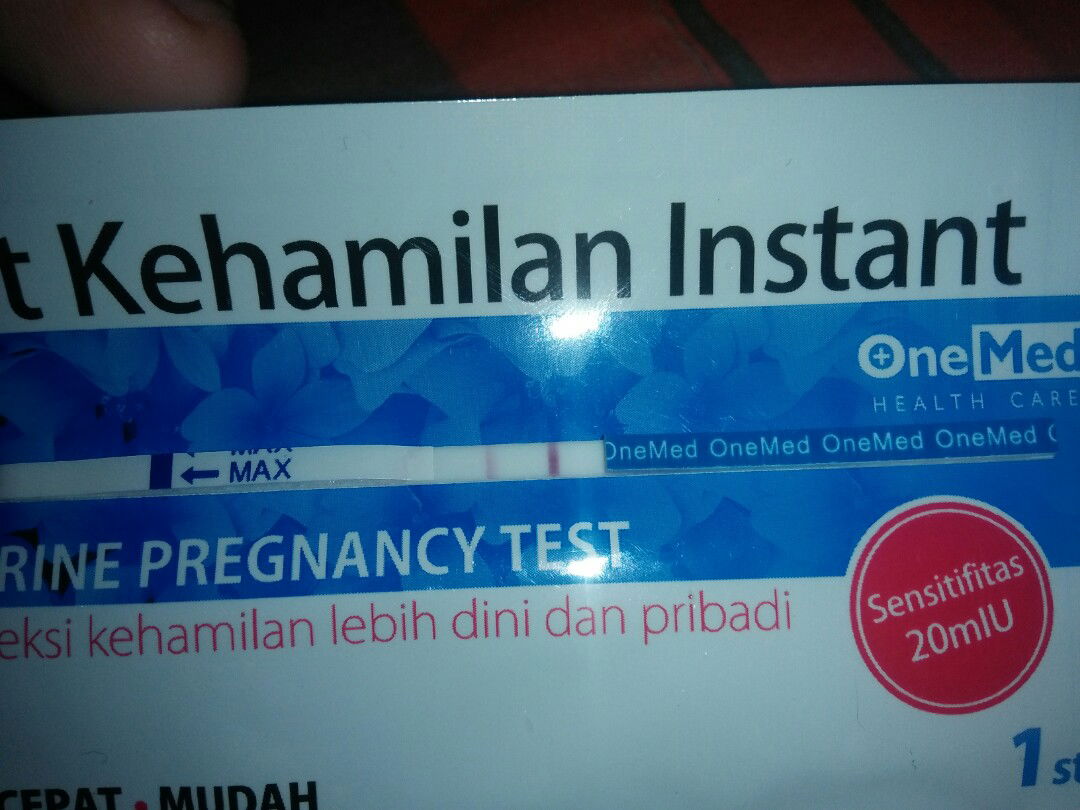 t Kehamilan Instant
OneMed
HEALTH CARE
OneMed OneMed OneMed OneMed
MAX
MAX
RINE PREGNANCY TEST
eksi kehamilan lebih dini dan pribadi
Sensitifitas
20mIU
1 st
CEPAT • MUDAH